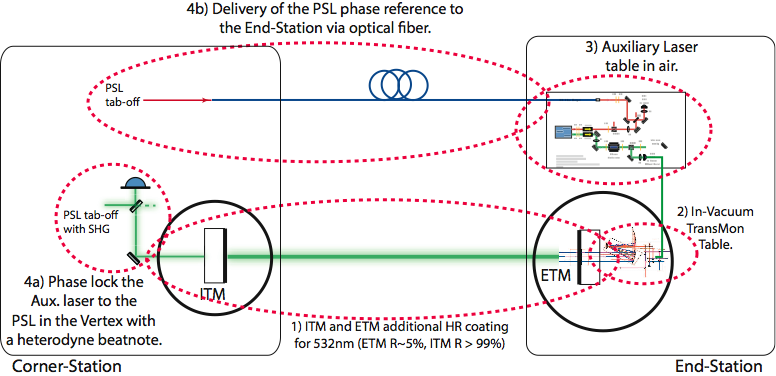 4b) Delivery of the PSL phase reference to
the End-Station via optical fiber.
3) Auxiliary Laser
table in air.
PSL
tab-off
PSL tab-off
with SHG
2) In-Vacuum
TransMon
Table.
4a) Phase lock the
Aux. laser to the
PSL in the Vertex with
a heterodyne beatnote.
ITM
ETM
1) ITM and ETM additional HR coating
for 532nm (ETM R~5%, ITM R > 99%)
Corner-Station
End-Station